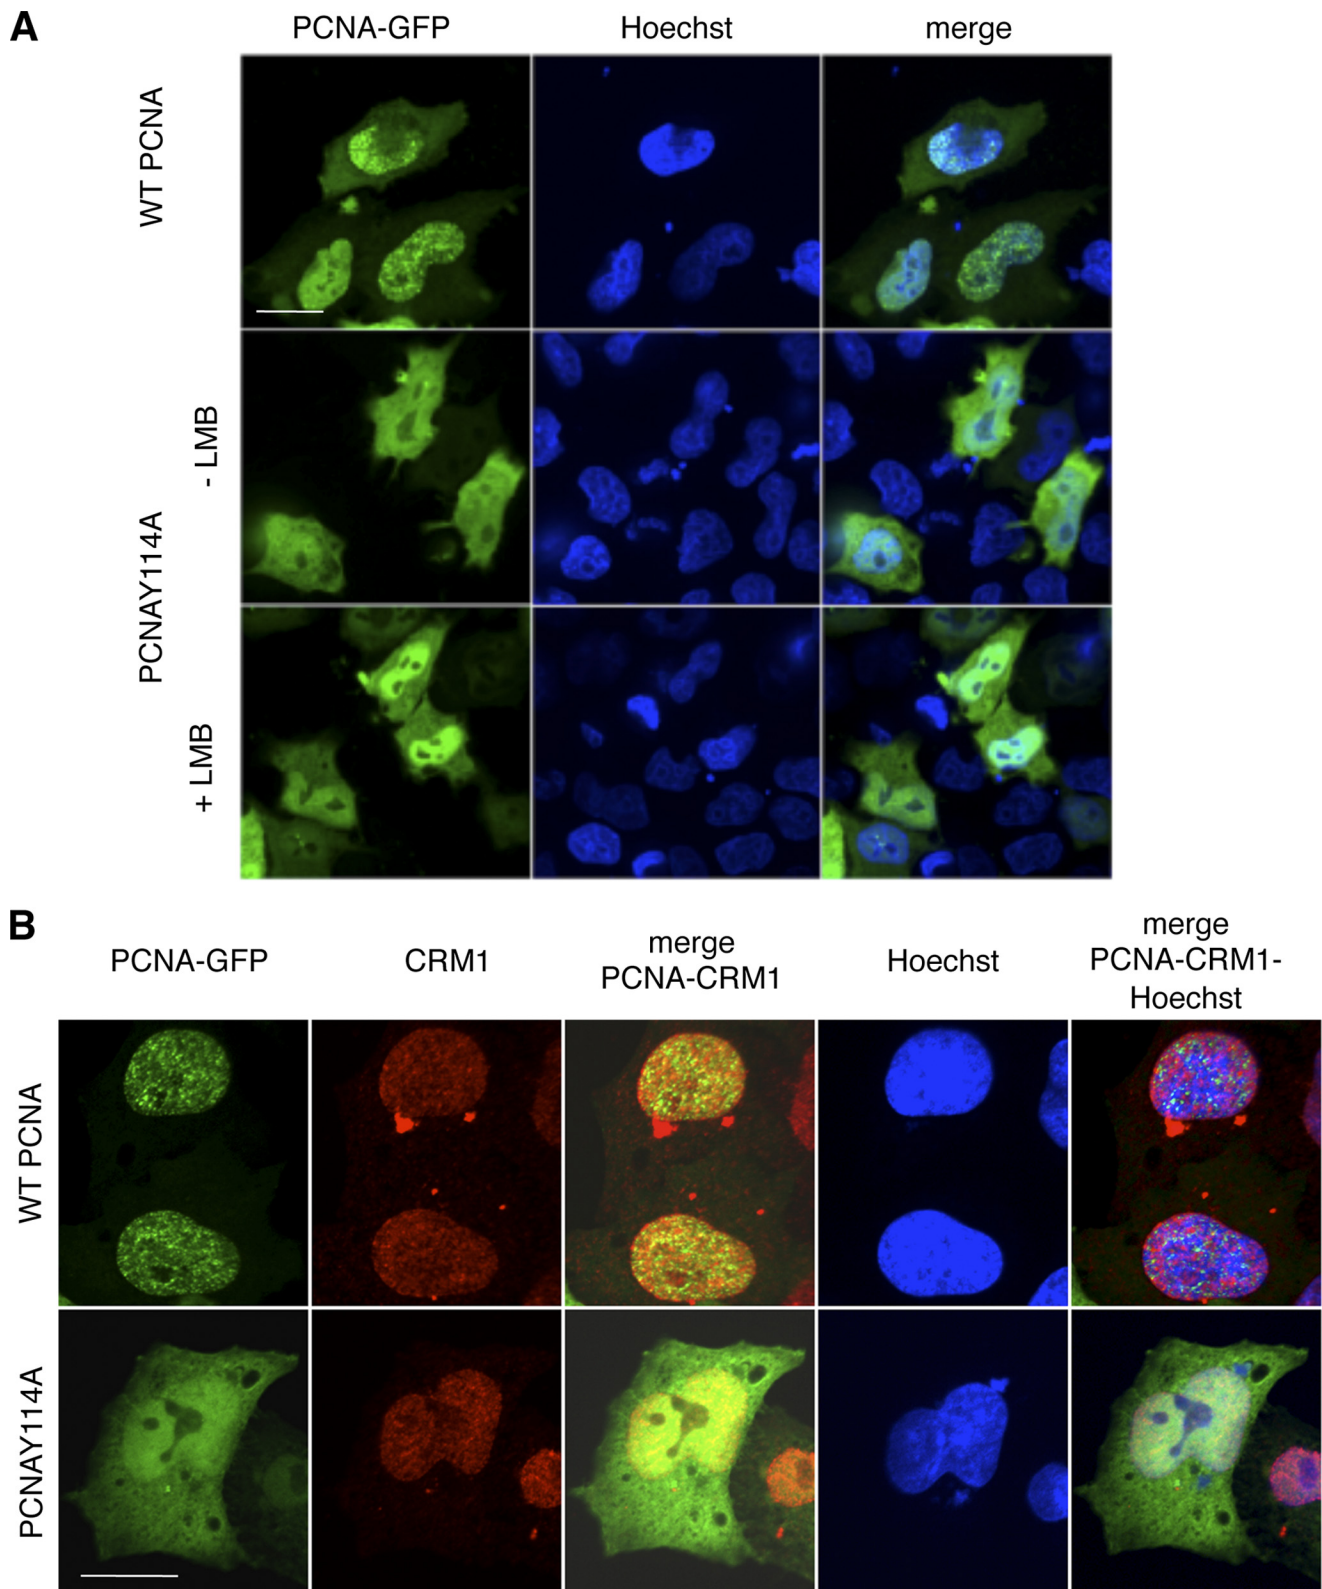 A
PCNA-GFP
Hoechst
merge
WT PCNA
PCNAY114A
- LMB
+ LMB
B
PCNA-GFP
CRM1
merge
PCNA-CRM1
Hoechst
merge
PCNA-CRM1-
Hoechst
WT PCNA
PCNAY114A